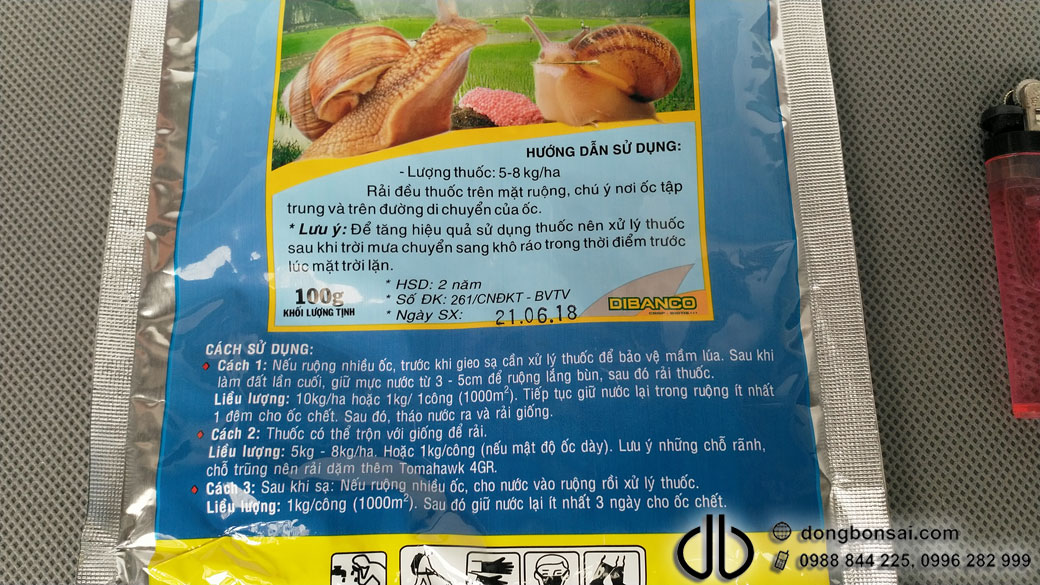 HƯỚNG DẪN SỬ DỤNG:
- Lượng thuốc: 5-8 kg/ha
Rải đều thuốc trên mặt ruộng, chú ý nơi ốc tập
trung và trên đường di chuyển của ốc.
* Lưu ý: Để tăng hiệu quả sử dụng thuốc nên xử lý thuốc
sau khi trời mưa chuyển sang khô ráo trong thời điểm trước
lúc mặt trời lặn.
* HSD: 2 năm
* Số ĐK: 261/CNĐKT - BVTV
* Ngày SX: 21.06.18
100g
KHỐI LƯỢNG TỊNH
DIBANCO
CÁCH SỬ DỤNG:
• Cách 1: Nếu ruộng nhiều ốc, trước khi gieo sạ cần xử lý thuốc để bảo vệ mầm lúa. Sau khi
làm đất lần cuối, giữ mực nước từ 3 - 5cm để ruộng lắng bùn, sau đó rải thuốc.
Liều lượng: 10kg/ha hoặc 1kg/ 1công (1000m²). Tiếp tục giữ nước lại trong ruộng ít nhất
1 đêm cho ốc chết. Sau đó, tháo nước ra và rải giống.
• Cách 2: Thuốc có thể trộn với giống để rải.
Liều lượng: 5kg - 8kg/ha. Hoặc 1kg/công (nếu mật độ ốc dày). Lưu ý những chỗ rãnh,
chỗ trũng nên rải dặm thêm Tomahawk 4GR.
• Cách 3: Sau khi sạ: Nếu ruộng nhiều ốc, cho nước vào ruộng rồi xử lý thuốc.
Liều lượng: 1kg/công (1000m²). Sau đó giữ nước lại ít nhất 3 ngày cho ốc chết.
db
dongbonsai.com
0988 844 225, 0996 282 999